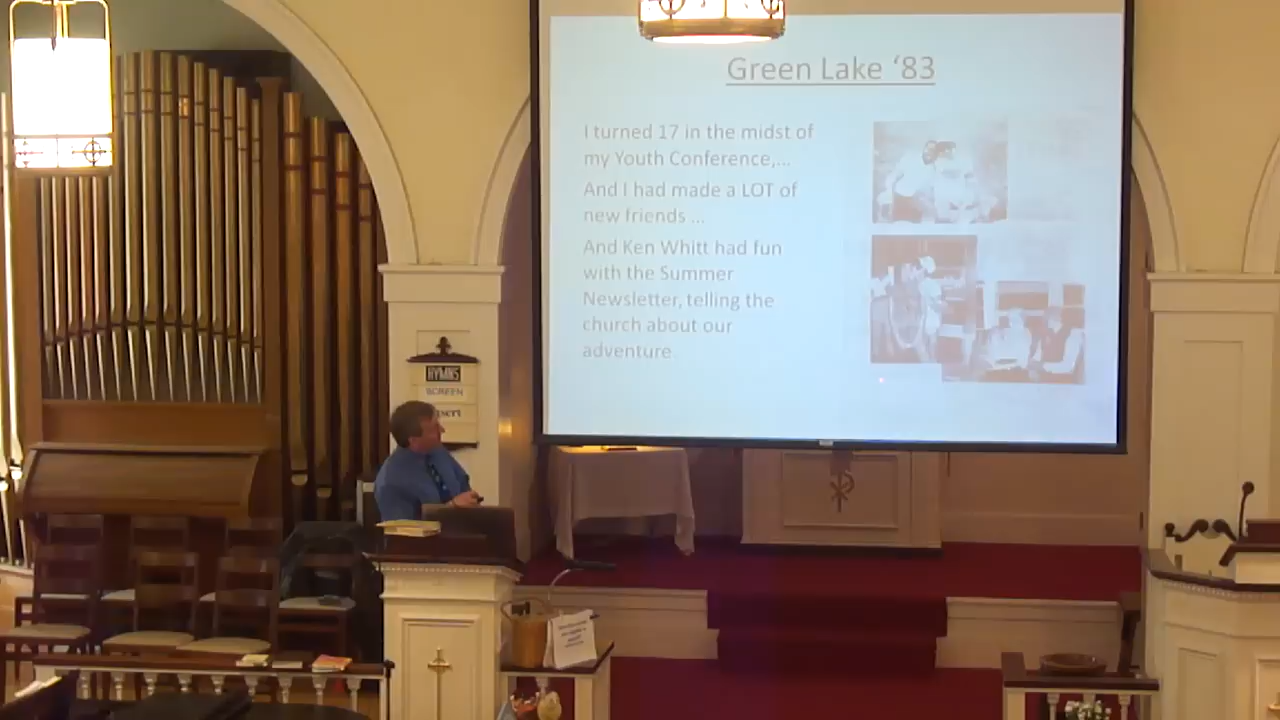 Green Lake ‘83
I turned 17 in the midst of
my Youth Conference,...
And I had made a LOT of
new friends ...
And Ken Whitt had fun
with the Summer
Newsletter, telling the
church about our
adventure.
HYMNS
SCREEN